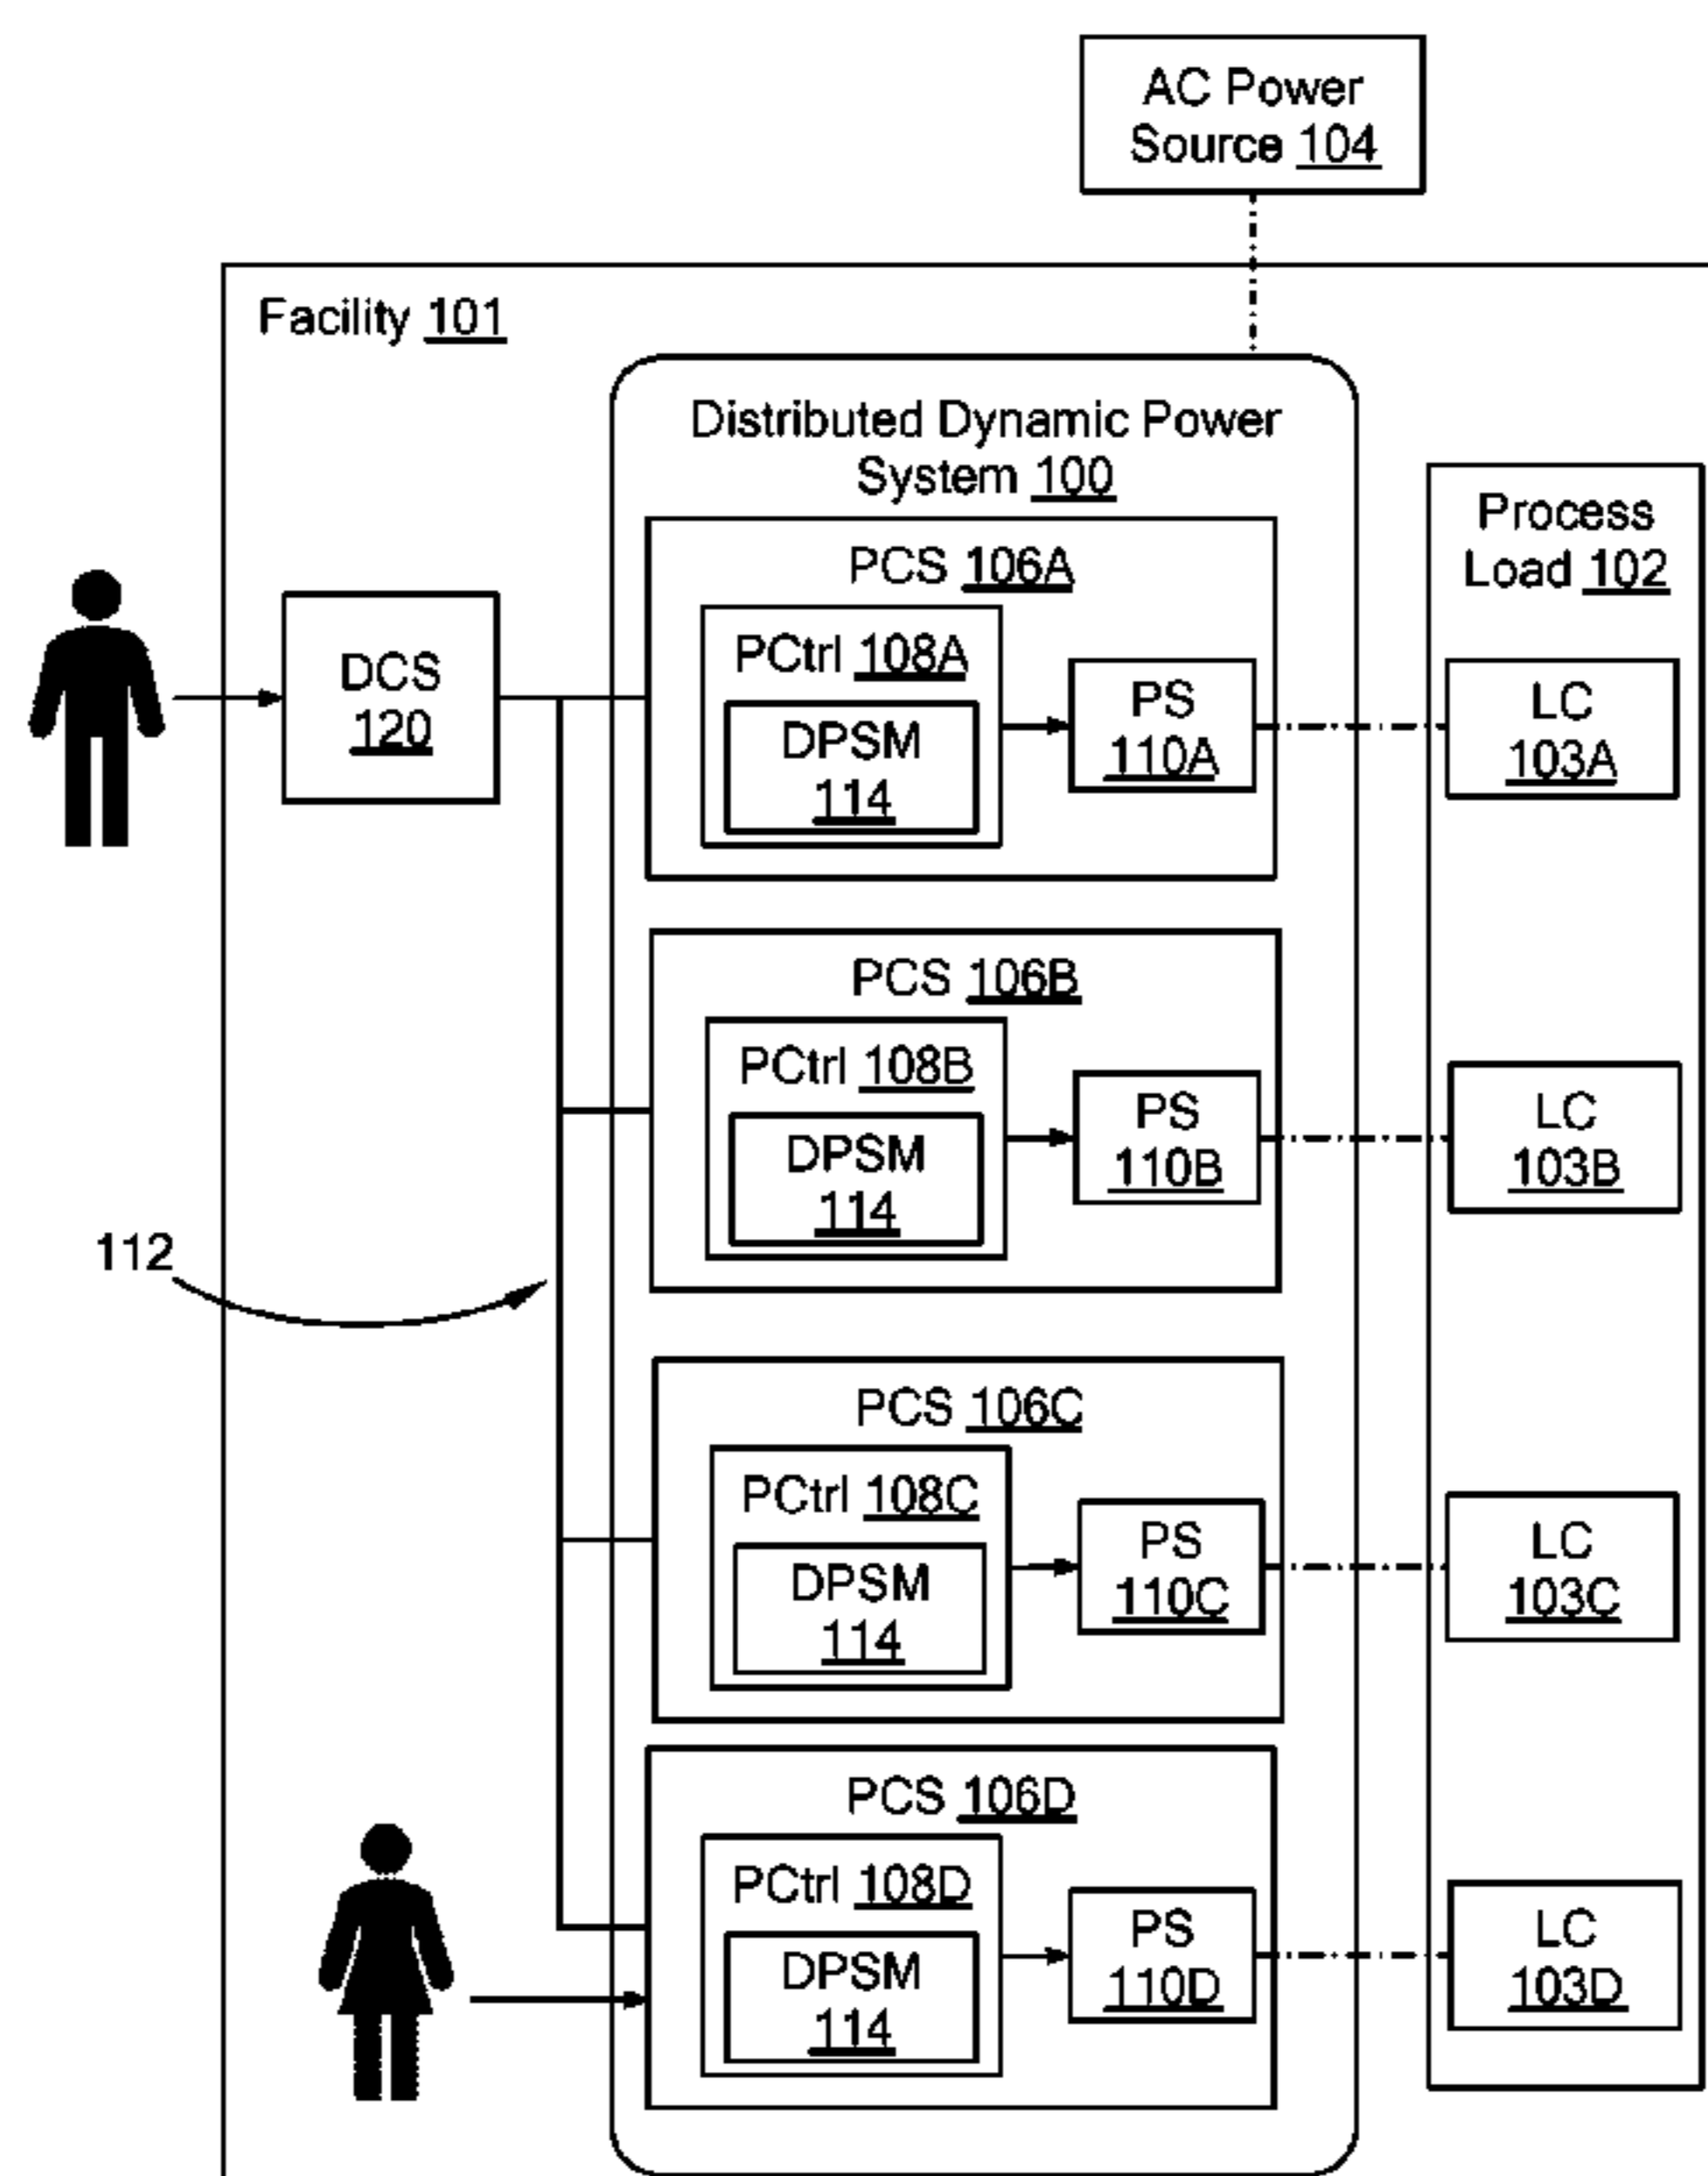 AC Power
Source 104
Facility 101
Distributed Dynamic Power
System 100
Process
Load 102
PCS 106A
PCtrl 108A
DPSM
114
PS
110A
LC
103A
DCS
120
PCS 106B
PCtrl 108B
DPSM
114
PS
110B
LC
103B
112
PCS 106C
PCtrl 108C
DPSM
114
PS
110C
LC
103C
PCS 106D
PCtrl 108D
DPSM
114
PS
110D
LC
103D